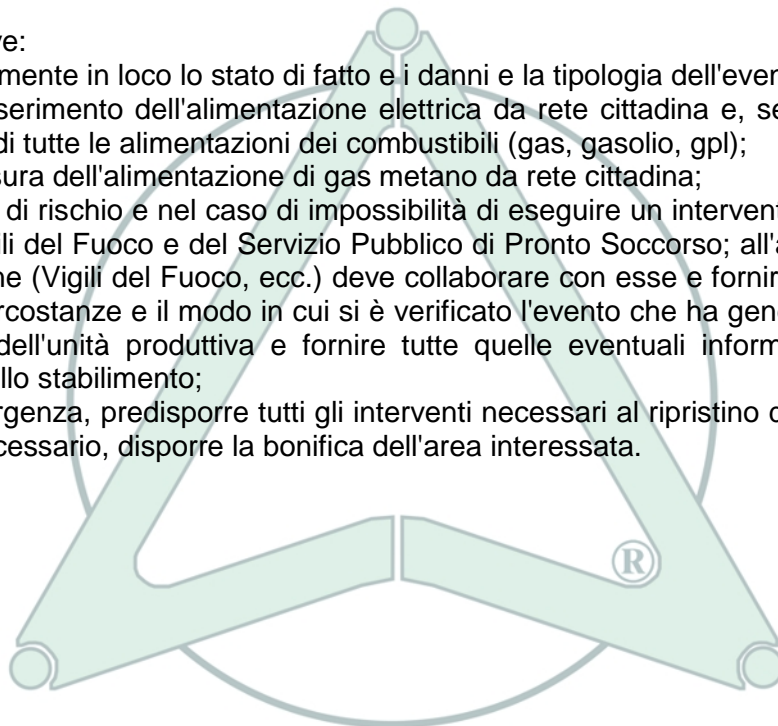 ve:
mente in loco lo stato di fatto e i danni e la tipologia dell'even
serimento dell'alimentazione elettrica da rete cittadina e, se
di tutte le alimentazioni dei combustibili (gas, gasolio, gpl);
sura dell'alimentazione di gas metano da rete cittadina;
di rischio e nel caso di impossibilità di eseguire un intervent
ili del Fuoco e del Servizio Pubblico di Pronto Soccorso; all'a
ne (Vigili del Fuoco, ecc.) deve collaborare con esse e fornir
rcostanze e il modo in cui si è verificato l'evento che ha gen
dell'unità produttiva e fornire tutte quelle eventuali inform
llo stabilimento;
rgenza, predisporre tutti gli interventi necessari al ripristino d
cessario, disporre la bonifica dell'area interessata.
®